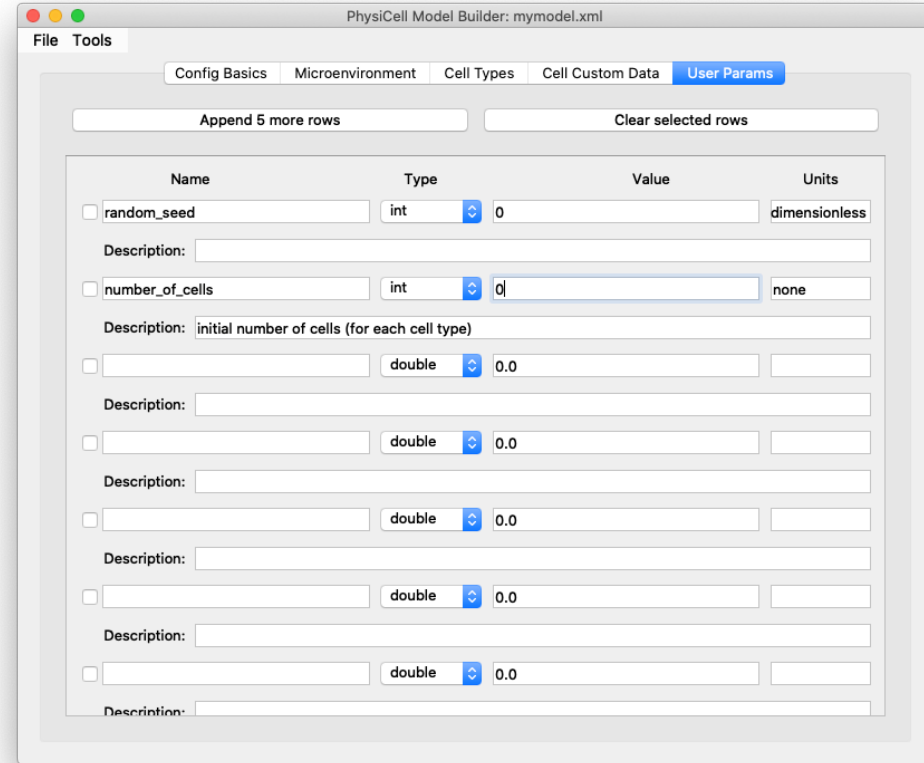 PhysiCell Model Builder: mymodel.xml
File Tools
Config Basics Microenvironment Cell Types Cell Custom Data User Params
Append 5 more rows Clear selected rows
Name Type Value Units
random_seed int 0 dimensionless
Description:
number_of_cells int 0 none
Description: initial number of cells (for each cell type)
double 0.0
Description:
double 0.0
Description:
double 0.0
Description:
double 0.0
Description:
double 0.0
Description: